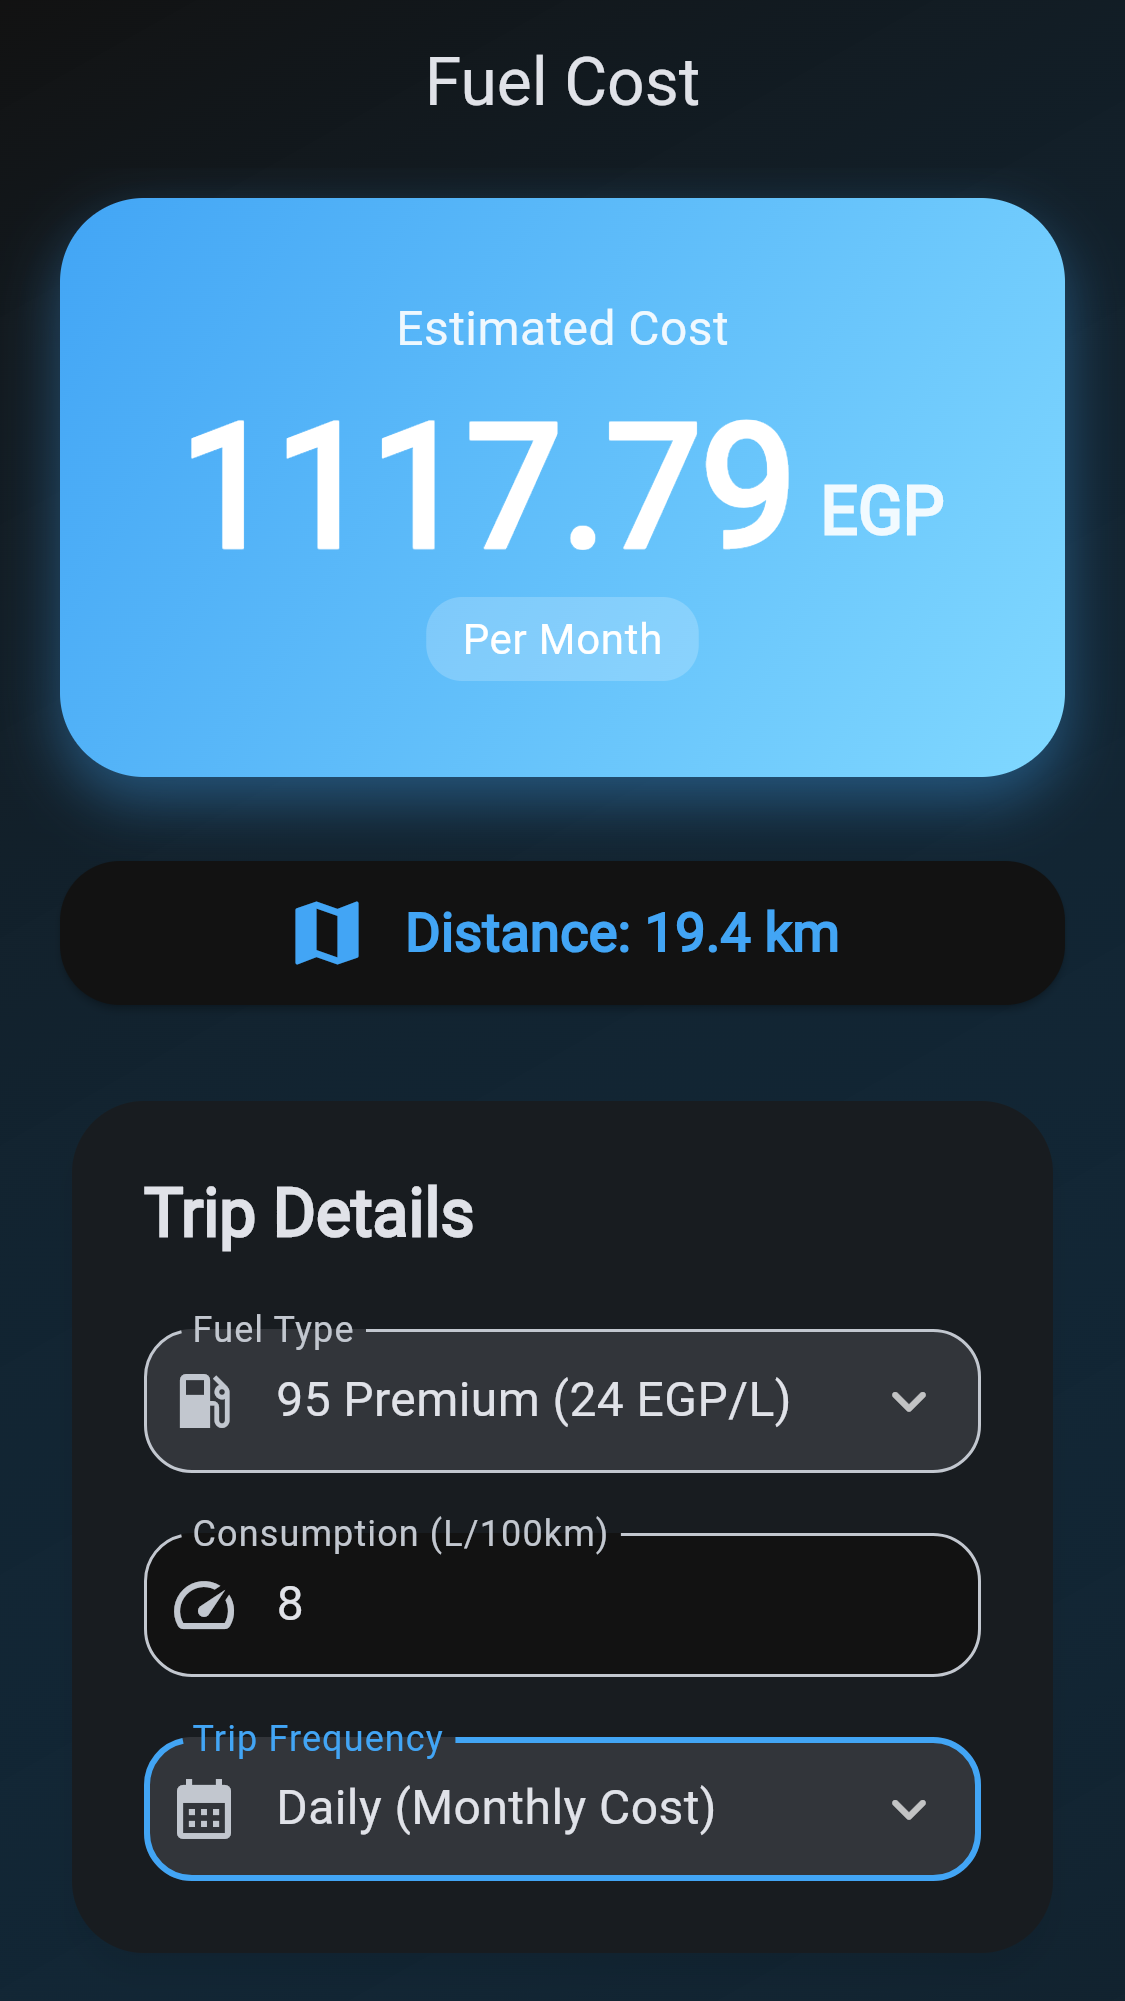 Fuel Cost
Estimated Cost
1117.79 EGP
Per Month
Distance: 19.4 km
Trip Details
Fuel Type
95 Premium (24 EGP/L)
Consumption (L/100km)
8
Trip Frequency
Daily (Monthly Cost)